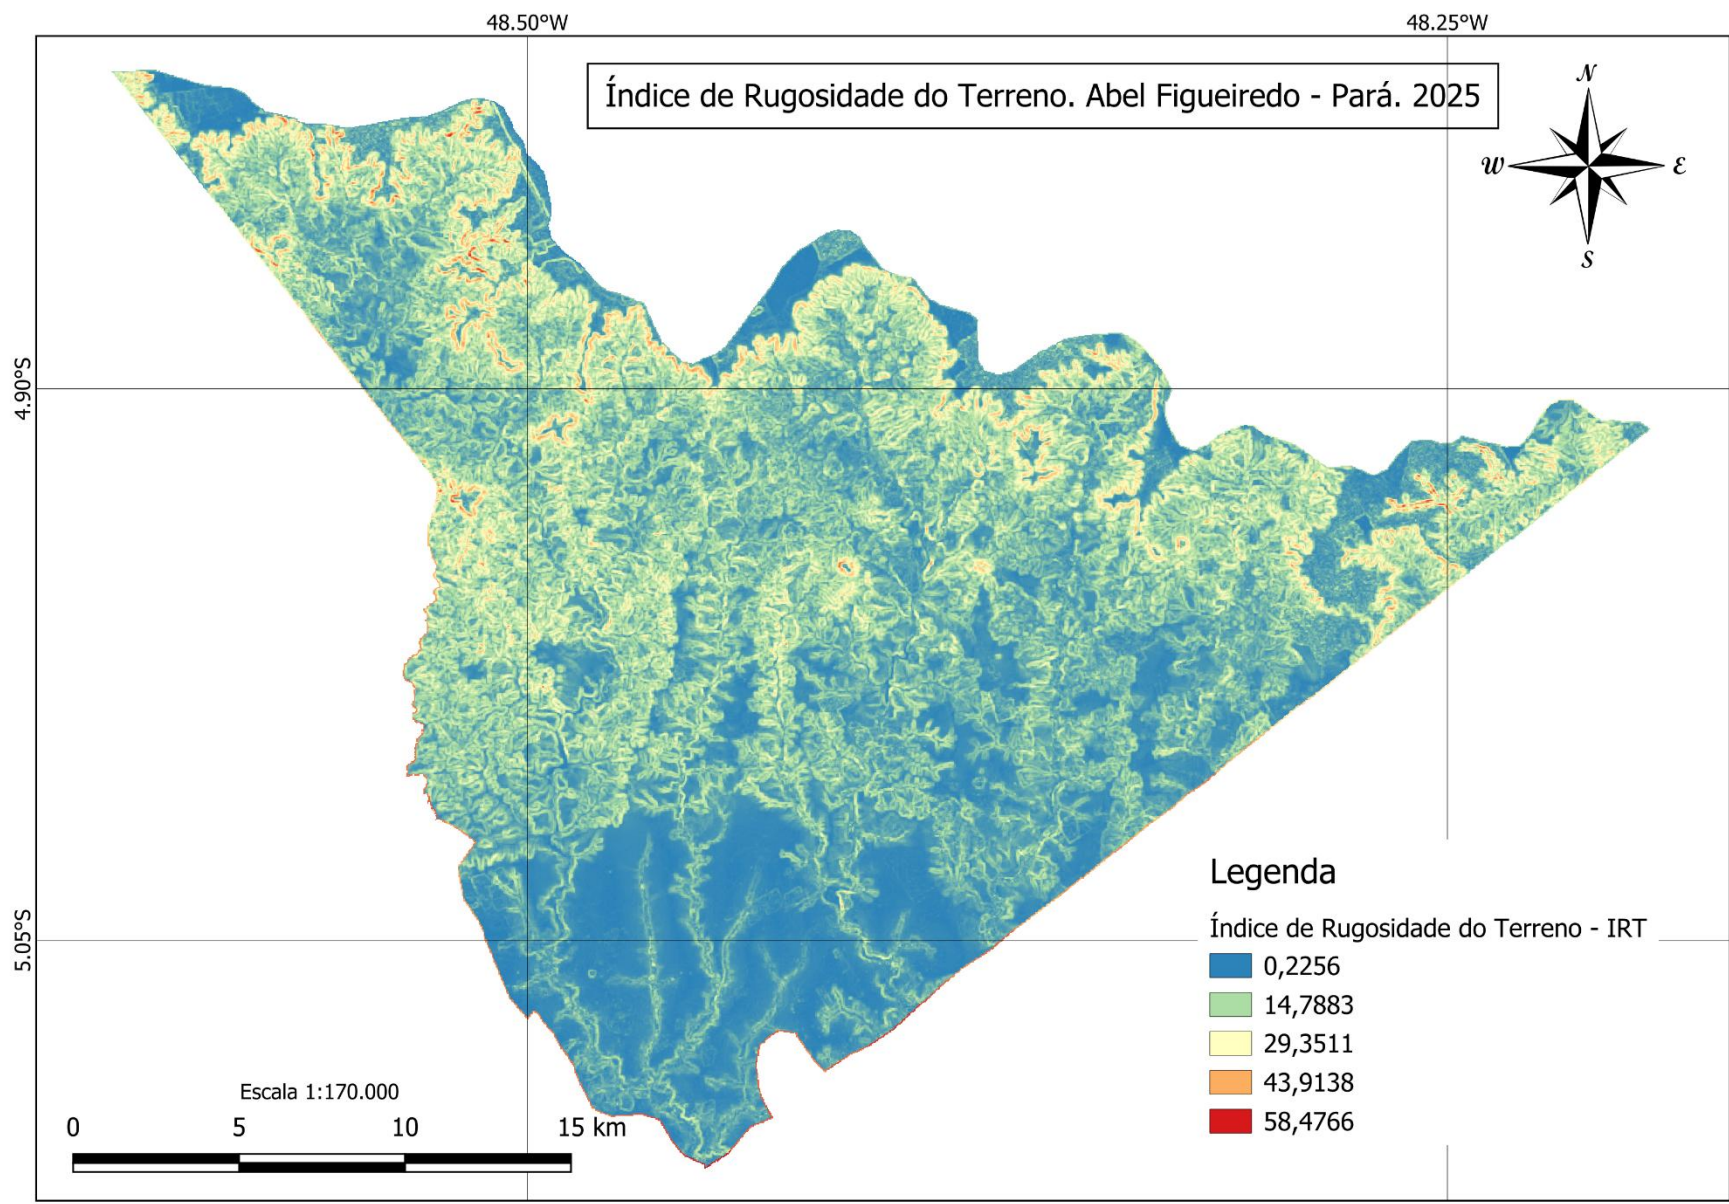 48.50°W
48.25°W
Índice de Rugosidade do Terreno. Abel Figueiredo - Pará. 2025
N
W
E
S
4.90°S
5.05°S
Legenda
Índice de Rugosidade do Terreno - IRT
0,2256
14,7883
29,3511
43,9138
58,4766
Escala 1:170.000
0 5 10 15 km